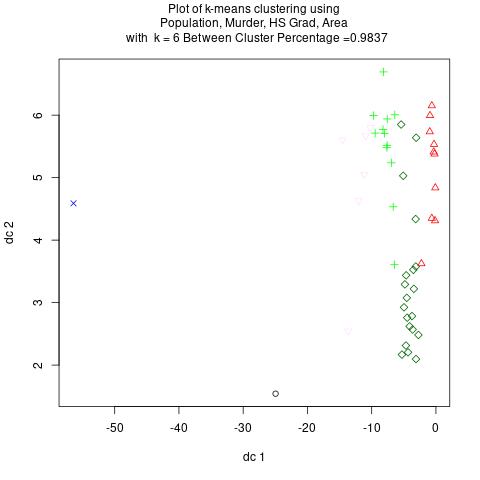 Plot of k-means clustering using
Population, Murder, HS Grad, Area
with  k = 6 Between Cluster Percentage =0.9837
dc 2
6
5
4
3
2
-50
-40
-30
-20
-10
0
dc 1